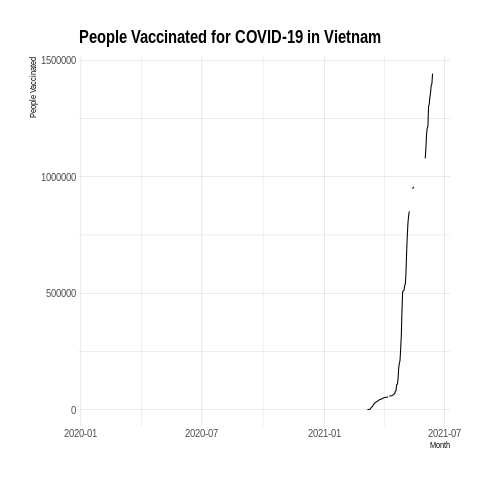 People Vaccinated for COVID-19 in Vietnam
People Vaccinated
1500000
1000000
500000
0
2020-01 2020-07 2021-01 2021-07
Month